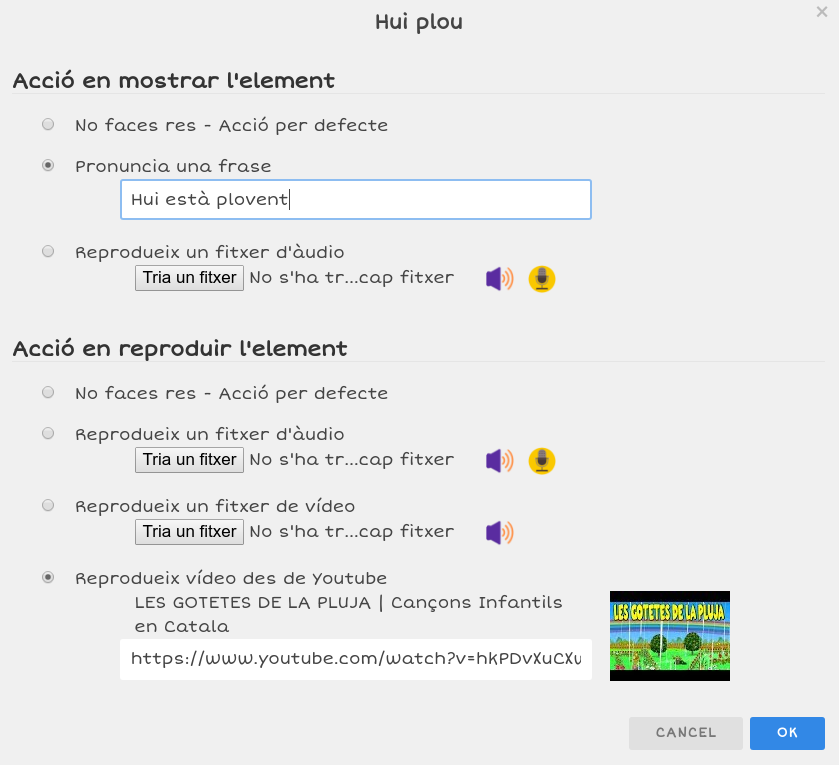 Hui plou
×
Acció en mostrar l'element
No faces res - Acció per defecte
Pronuncia una frase
Hui està plovent
Reprodueix un fitxer d'àudio
Tria un fitxer No s'ha tr...cap fitxer
Acció en reproduir l'element
No faces res - Acció per defecte
Reprodueix un fitxer d'àudio
Tria un fitxer No s'ha tr...cap fitxer
Reprodueix un fitxer de vídeo
Tria un fitxer No s'ha tr...cap fitxer
Reprodueix vídeo des de Youtube
LES GOTETES DE LA PLUJA | Cançons Infantils
en Catala
https://www.youtube.com/watch?v=hkPDvXuCXu
LES GOTETES DE LA PLUJA
CANCEL
OK